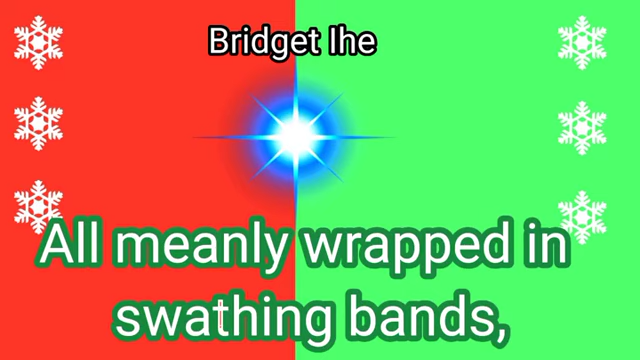 Bridget Ihe
All meanly wrapped in
swathing bands,